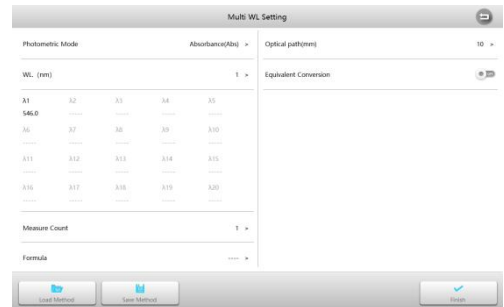 Multi WL Setting
Photometric Mode Absorbance(Abs) >
WL. (nm) 1 >
λ1 λ2 λ3 λ4 λ5
546.0 ---- ---- ---- ----
λ6 λ7 λ8 λ9 λ10
---- ---- ---- ---- ----
λ11 λ12 λ13 λ14 λ15
---- ---- ---- ---- ----
λ16 λ17 λ18 λ19 λ20
---- ---- ---- ---- ----
Measure Count 1 >
Formula ---- >
Optical path(mm) 10 >
Equivalent Conversion
Load Method
Save Method
Finish